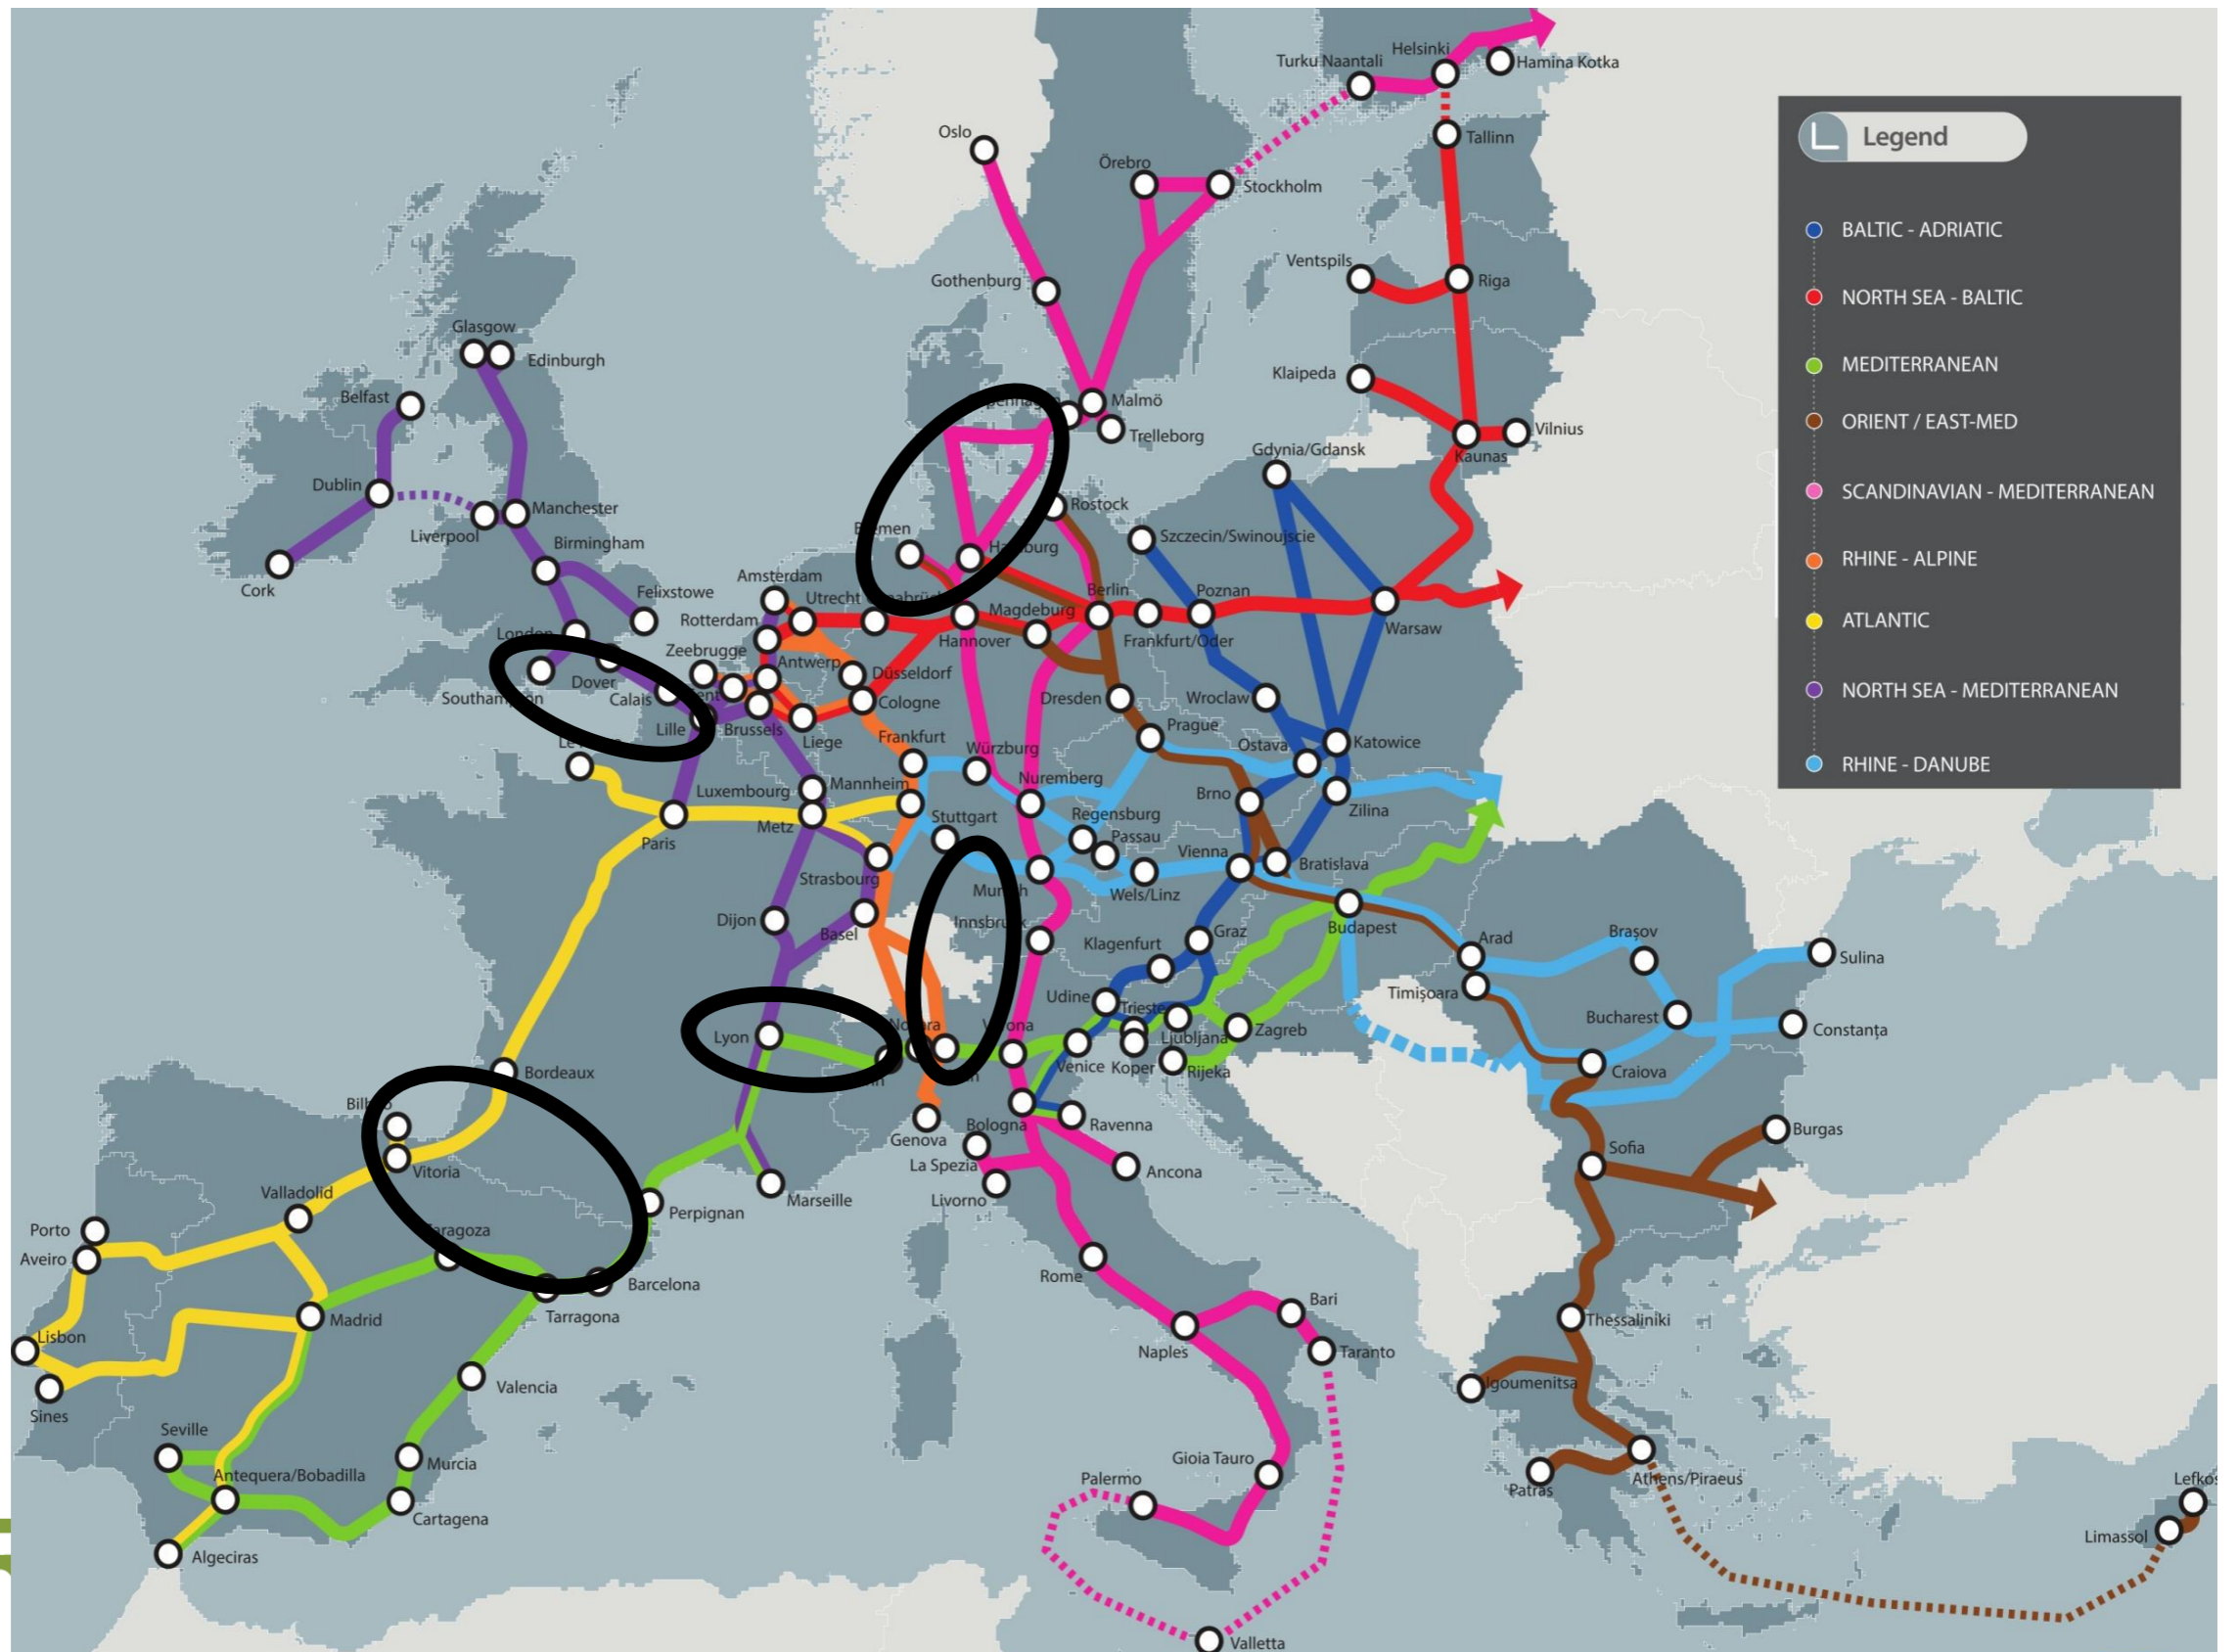 Helsinki
Turku Naantali
Hamina Kotka
Oslo
Tallinn
Örebro
Stockholm
Ventspils
Riga
Gothenburg
Glasgow
Edinburgh
Klaipeda
Belfast
Malmö
Trelleborg
Vilnius
Kaunas
Gdynia/Gdansk
Dublin
Manchester
Rostock
Liverpool
Birmingham
Szczecin/Swinoujscie
Cork
Amsterdam
Felixstowe
Utrecht
Berlin
Poznan
Magdeburg
Rotterdam
London
Hannover
Frankfurt/Oder
Warsaw
Zeebrugge
Antwerp
Düsseldorf
Dover
Calais
Cologne
Dresden
Wroclaw
Lille
Brussels
Liege
Frankfurt
Würzburg
Prague
Ostava
Katowice
Luxembourg
Mannheim
Nuremberg
Brno
Zilina
Paris
Metz
Stuttgart
Regensburg
Passau
Vienna
Bratislava
Strasbourg
Wels/Linz
Dijon
Basel
Klagenfurt
Graz
Budapest
Arad
Braşov
Sulina
Timişoara
Udine
Trieste
Lyon
Ljubljana
Zagreb
Bucharest
Constanţa
Venice
Koper
Rijeka
Craiova
Bordeaux
Genova
Bologna
Ravenna
Burgas
Sofia
La Spezia
Ancona
Vitoria
Livorno
Marseille
Perpignan
Valladolid
Porto
Aveiro
Rome
Barcelona
Tarragona
Madrid
Bari
Thessaliniki
Lisbon
Naples
Taranto
Sines
Valencia
Igoumenitsa
Seville
Murcia
Antequera/Bobadilla
Cartagena
Gioia Tauro
Palermo
Athens/Piraeus
Patras
Algeciras
Limassol
Valletta
Legend
BALTIC - ADRIATIC
NORTH SEA - BALTIC
MEDITERRANEAN
ORIENT / EAST-MED
SCANDINAVIAN - MEDITERRANEAN
RHINE - ALPINE
ATLANTIC
NORTH SEA - MEDITERRANEAN
RHINE - DANUBE